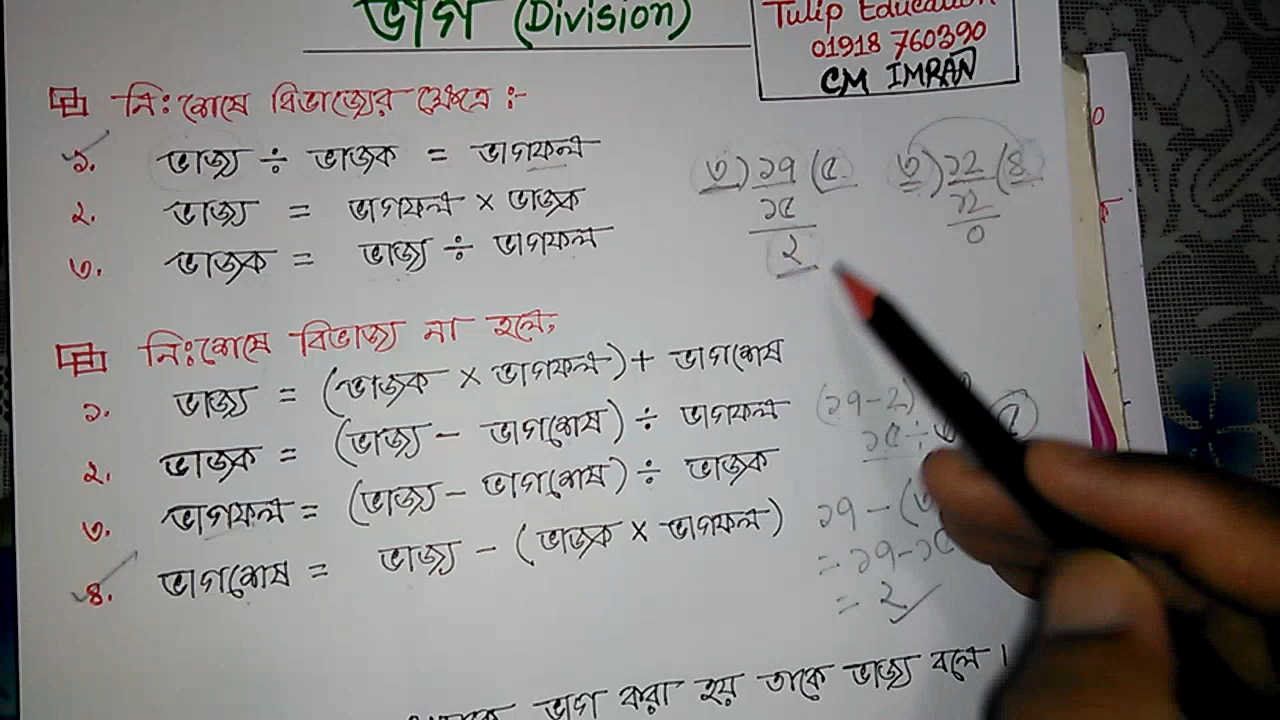 ভাগ (Division)
Tulip Education
01918 760390
CM IMRAN
নিঃশেষে বিভাজ্যের ক্ষেত্রে :-
১. ভাজ্য ÷ ভাজক = ভাগফল
২. ভাজ্য = ভাগফল × ভাজক
৩. ভাজক = ভাজ্য ÷ ভাগফল
৩) ১৭ (৫
১৫
২
৩) ১২ (৪
১২
০
নিঃশেষে বিভাজ্য না হলে,
১. ভাজ্য = (ভাজক × ভাগফল) + ভাগশেষ
২. ভাজক = (ভাজ্য - ভাগশেষ) ÷ ভাগফল
৩. ভাগফল = (ভাজ্য - ভাগশেষ) ÷ ভাজক
৪. ভাগশেষ = ভাজ্য - (ভাজক × ভাগফল)
(১৭-২)
১৫ ÷
১৭ - (৩
= ১৭-১৫
= ২
ভাগ করা হয় তাকে ভাজ্য বলে।